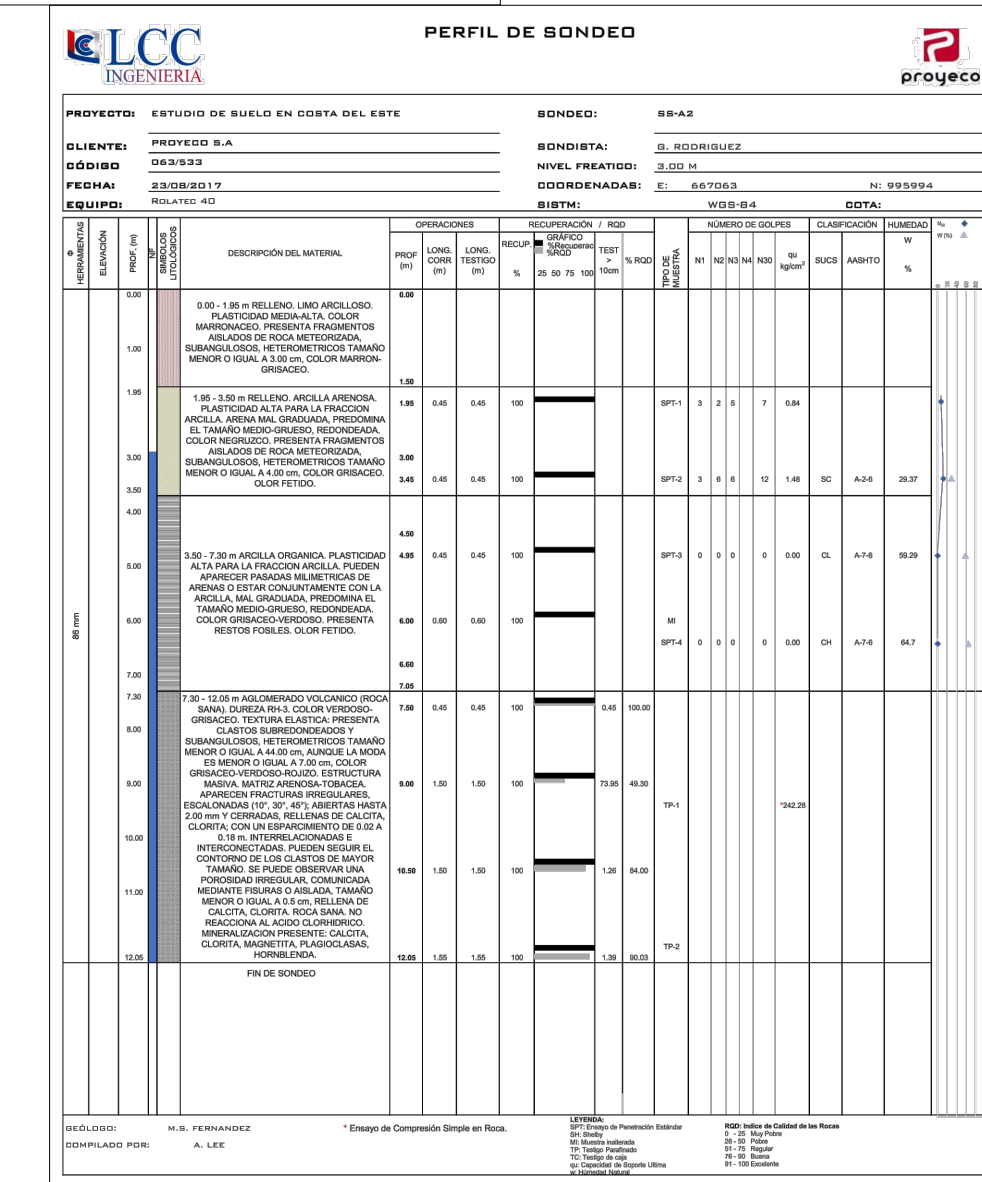 PERFIL DE SONDEO
LCC
INGENIERIA
proyeco
PROYECTO: ESTUDIO DE SUELO EN COSTA DEL ESTE
SONDEO: SS-A2
CLIENTE: PROYECO S.A
SONDISTA: G. RODRIGUEZ
CÓDIGO 063/533
NIVEL FREATICO: 3.00 M
FECHA: 23/08/2017
COORDENADAS: E: 667063 N: 995994
EQUIPO: ROLATEC 40
SISTM: WGS-84 COTA:
Φ HERRAMIENTAS
ELEVACIÓN
PROF. (m)
NF
SIMBOLOS LITOLÓGICOS
DESCRIPCIÓN DEL MATERIAL
OPERACIONES
PROF (m)
LONG. CORR (m)
LONG. TESTIGO (m)
RECUPERACIÓN / RQD
RECUP. %
GRÁFICO
%Recuperac
%RQD
25 50 75 100
TEST > 10cm
% RQD
TIPO DE MUESTRA
NÚMERO DE GOLPES
N1 N2 N3 N4 N30
qu kg/cm²
CLASIFICACIÓN
SUCS AASHTO
HUMEDAD
W
%
N30
W (%)
0 20 40 60 80
86 mm
0.00
1.00
1.95
3.00
3.50
4.00
5.00
6.00
7.00
7.30
8.00
9.00
10.00
11.00
12.05
0.00 - 1.95 m RELLENO. LIMO ARCILLOSO.
PLASTICIDAD MEDIA-ALTA. COLOR
MARRONACEO. PRESENTA FRAGMENTOS
AISLADOS DE ROCA METEORIZADA,
SUBANGULOSOS, HETEROMETRICOS TAMAÑO
MENOR O IGUAL A 3.00 cm, COLOR MARRON-
GRISACEO.
1.95 - 3.50 m RELLENO. ARCILLA ARENOSA.
PLASTICIDAD ALTA PARA LA FRACCION
ARCILLA. ARENA MAL GRADUADA, PREDOMINA
EL TAMAÑO MEDIO-GRUESO, REDONDEADA.
COLOR NEGRUZCO. PRESENTA FRAGMENTOS
AISLADOS DE ROCA METEORIZADA,
SUBANGULOSOS, HETEROMETRICOS TAMAÑO
MENOR O IGUAL A 4.00 cm, COLOR GRISACEO.
OLOR FETIDO.
3.50 - 7.30 m ARCILLA ORGANICA. PLASTICIDAD
ALTA PARA LA FRACCION ARCILLA. PUEDEN
APARECER PASADAS MILIMETRICAS DE
ARENAS O ESTAR CONJUNTAMENTE CON LA
ARCILLA, MAL GRADUADA, PREDOMINA EL
TAMAÑO MEDIO-GRUESO, REDONDEADA.
COLOR GRISACEO-VERDOSO. PRESENTA
RESTOS FOSILES. OLOR FETIDO.
7.30 - 12.05 m AGLOMERADO VOLCANICO (ROCA
SANA). DUREZA RH-3. COLOR VERDOSO-
GRISACEO. TEXTURA ELASTICA: PRESENTA
CLASTOS SUBREDONDEADOS Y
SUBANGULOSOS, HETEROMETRICOS TAMAÑO
MENOR O IGUAL A 44.00 cm, AUNQUE LA MODA
ES MENOR O IGUAL A 7.00 cm, COLOR
GRISACEO-VERDOSO-ROJIZO. ESTRUCTURA
MASIVA. MATRIZ ARENOSA-TOBACEA.
APARECEN FRACTURAS IRREGULARES,
ESCALONADAS (10°, 30°, 45°); ABIERTAS HASTA
2.00 mm Y CERRADAS, RELLENAS DE CALCITA,
CLORITA; CON UN ESPARCIMIENTO DE 0.02 A
0.18 m. INTERRELACIONADAS E
INTERCONECTADAS. PUEDEN SEGUIR EL
CONTORNO DE LOS CLASTOS DE MAYOR
TAMAÑO. SE PUEDE OBSERVAR UNA
POROSIDAD IRREGULAR, COMUNICADA
MEDIANTE FISURAS O AISLADA, TAMAÑO
MENOR O IGUAL A 0.5 cm, RELLENA DE
CALCITA, CLORITA. ROCA SANA. NO
REACCIONA AL ACIDO CLORHIDRICO.
MINERALIZACION PRESENTE: CALCITA,
CLORITA, MAGNETITA, PLAGIOCLASAS,
HORNBLENDA.
FIN DE SONDEO
0.00
1.50
1.95 0.45 0.45 100 SPT-1 3 2 5 7 0.84
3.00
3.45 0.45 0.45 100 SPT-2 3 6 6 12 1.48 SC A-2-6 29.37
4.50
4.95 0.45 0.45 100 SPT-3 0 0 0 0 0.00 CL A-7-6 59.29
6.00 0.60 0.60 100 MI
SPT-4 0 0 0 0 0.00 CH A-7-6 64.7
6.60
7.05
7.50 0.45 0.45 100 0.45 100.00
9.00 1.50 1.50 100 73.95 49.30
TP-1 *242.28
10.50 1.50 1.50 100 1.26 84.00
TP-2
12.05 1.55 1.55 100 1.39 90.03
GEÓLOGO: M.G. FERNANDEZ
COMPILADO POR: A. LEE
* Ensayo de Compresión Simple en Roca.
LEYENDA:
SPT: Ensayo de Penetración Estándar
SH: Shelby
MI: Muestra inalterada
TP: Testigo Parafinado
TC: Testigo de caja
qu: Capacidad de Soporte Ultima
w: Húmedad Natural
RQD: Indice de Calidad de las Rocas
0 - 25 Muy Pobre
26 - 50 Pobre
51 - 75 Regular
76 - 90 Buena
91 - 100 Excelente